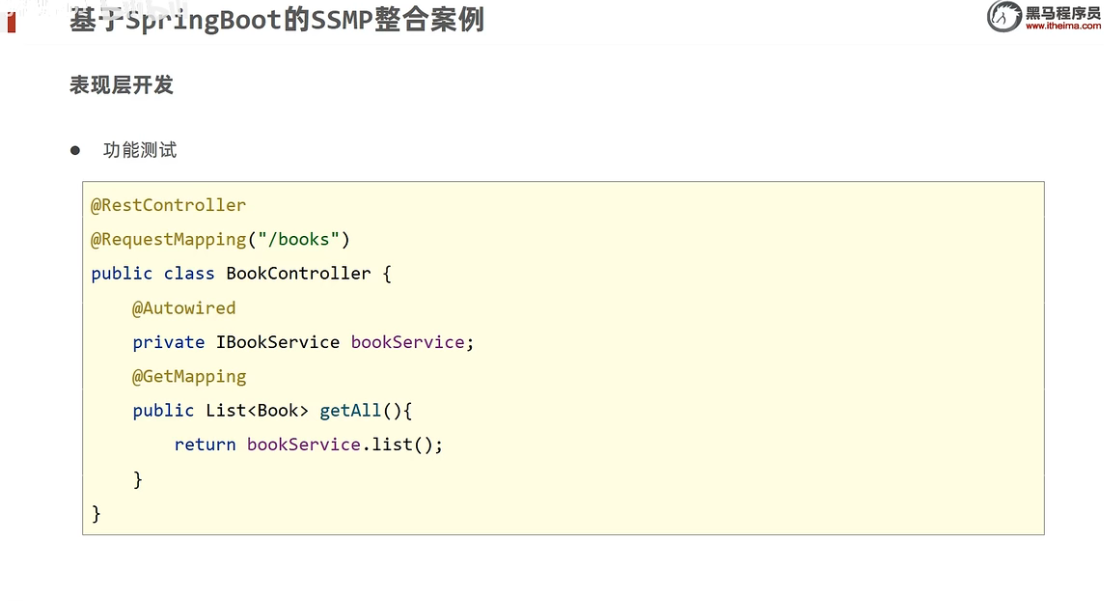 基于SpringBoot的SSMP整合案例
黑马程序员
www.itheima.com
表现层开发
● 功能测试
@RestController
@RequestMapping("/books")
public class BookController {
    @Autowired
    private IBookService bookService;
    @GetMapping
    public List<Book> getAll(){
        return bookService.list();
    }
}